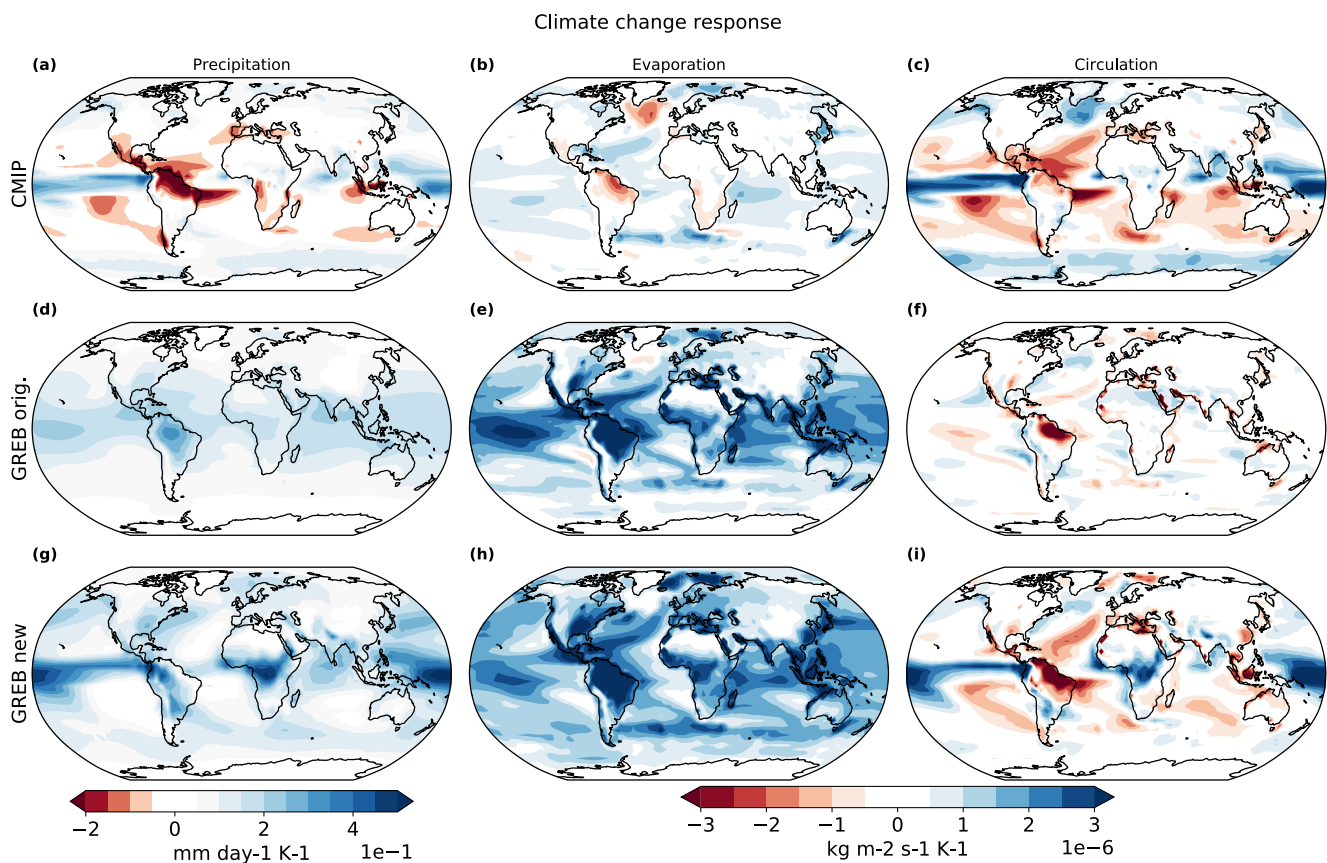 Climate change response
(a) Precipitation
(b) Evaporation
(c) Circulation
CMIP
(d)
(e)
(f)
GREB orig.
(g)
(h)
(i)
GREB new
−2 0 2 4
mm day-1 K-1 1e−1
−3 −2 −1 0 1 2 3
kg m-2 s-1 K-1 1e−6